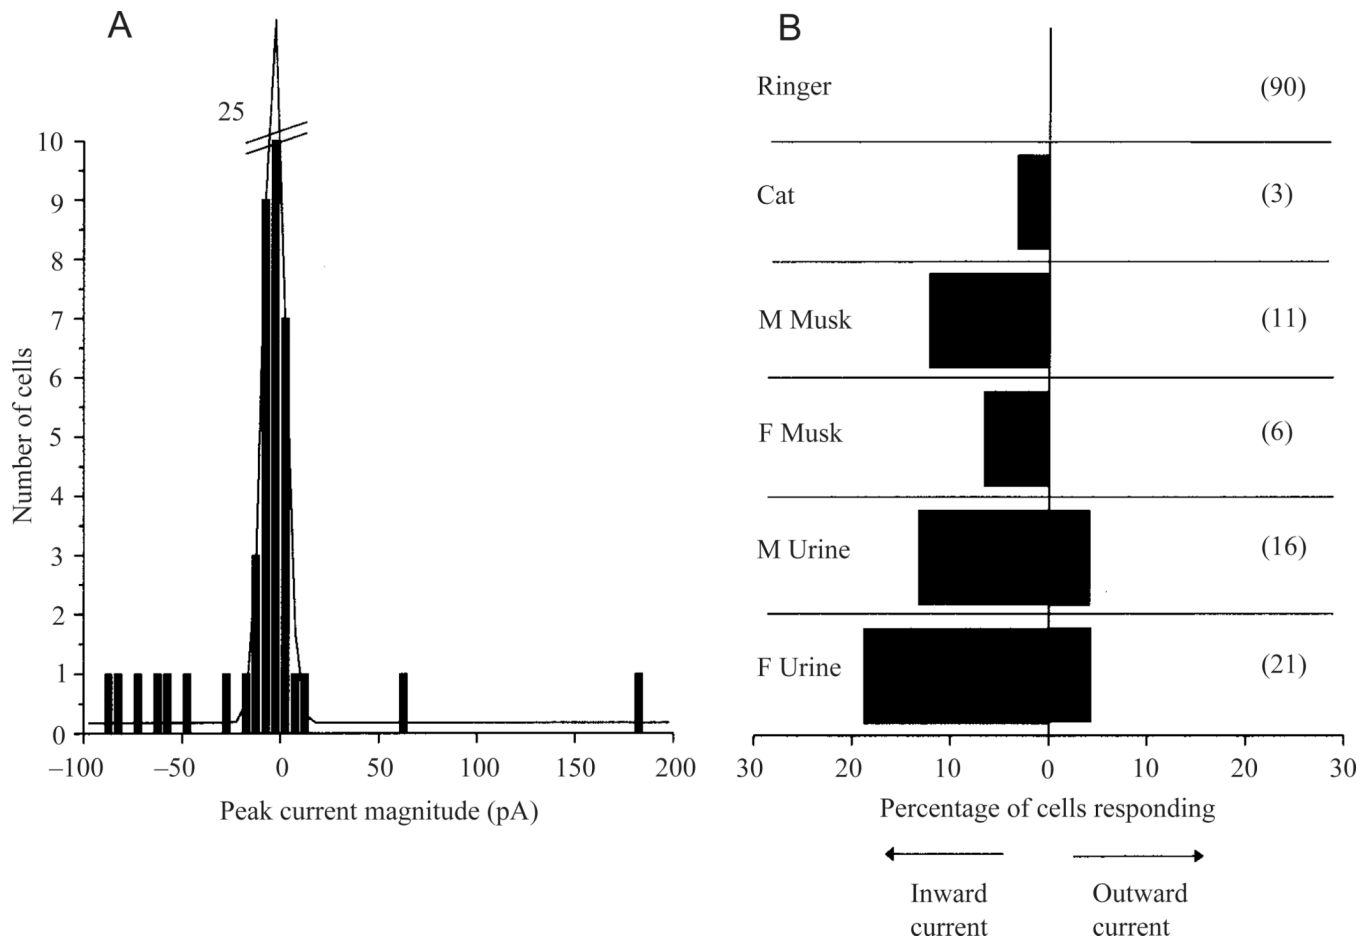 A
25
10
9
8
7
6
5
4
3
2
1
0
Number of cells
–100 –50 0 50 100 150 200
Peak current magnitude (pA)
B
Ringer (90)
Cat (3)
M Musk (11)
F Musk (6)
M Urine (16)
F Urine (21)
30 20 10 0 10 20 30
Percentage of cells responding
Inward Outward
current current